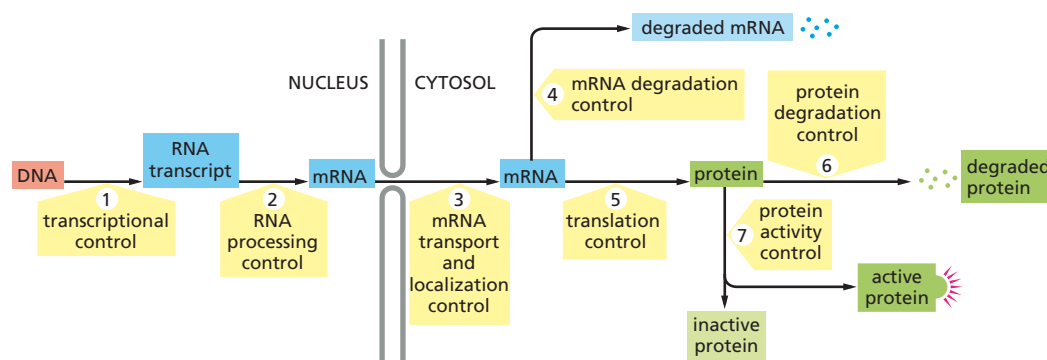 degraded mRNA
NUCLEUS
CYTOSOL
4
mRNA degradation
control
protein
degradation
control
6
DNA
RNA
transcript
mRNA
mRNA
protein
degraded
protein
1
transcriptional
control
2
RNA
processing
control
3
mRNA
transport
and
localization
control
5
translation
control
7
protein
activity
control
active
protein
inactive
protein